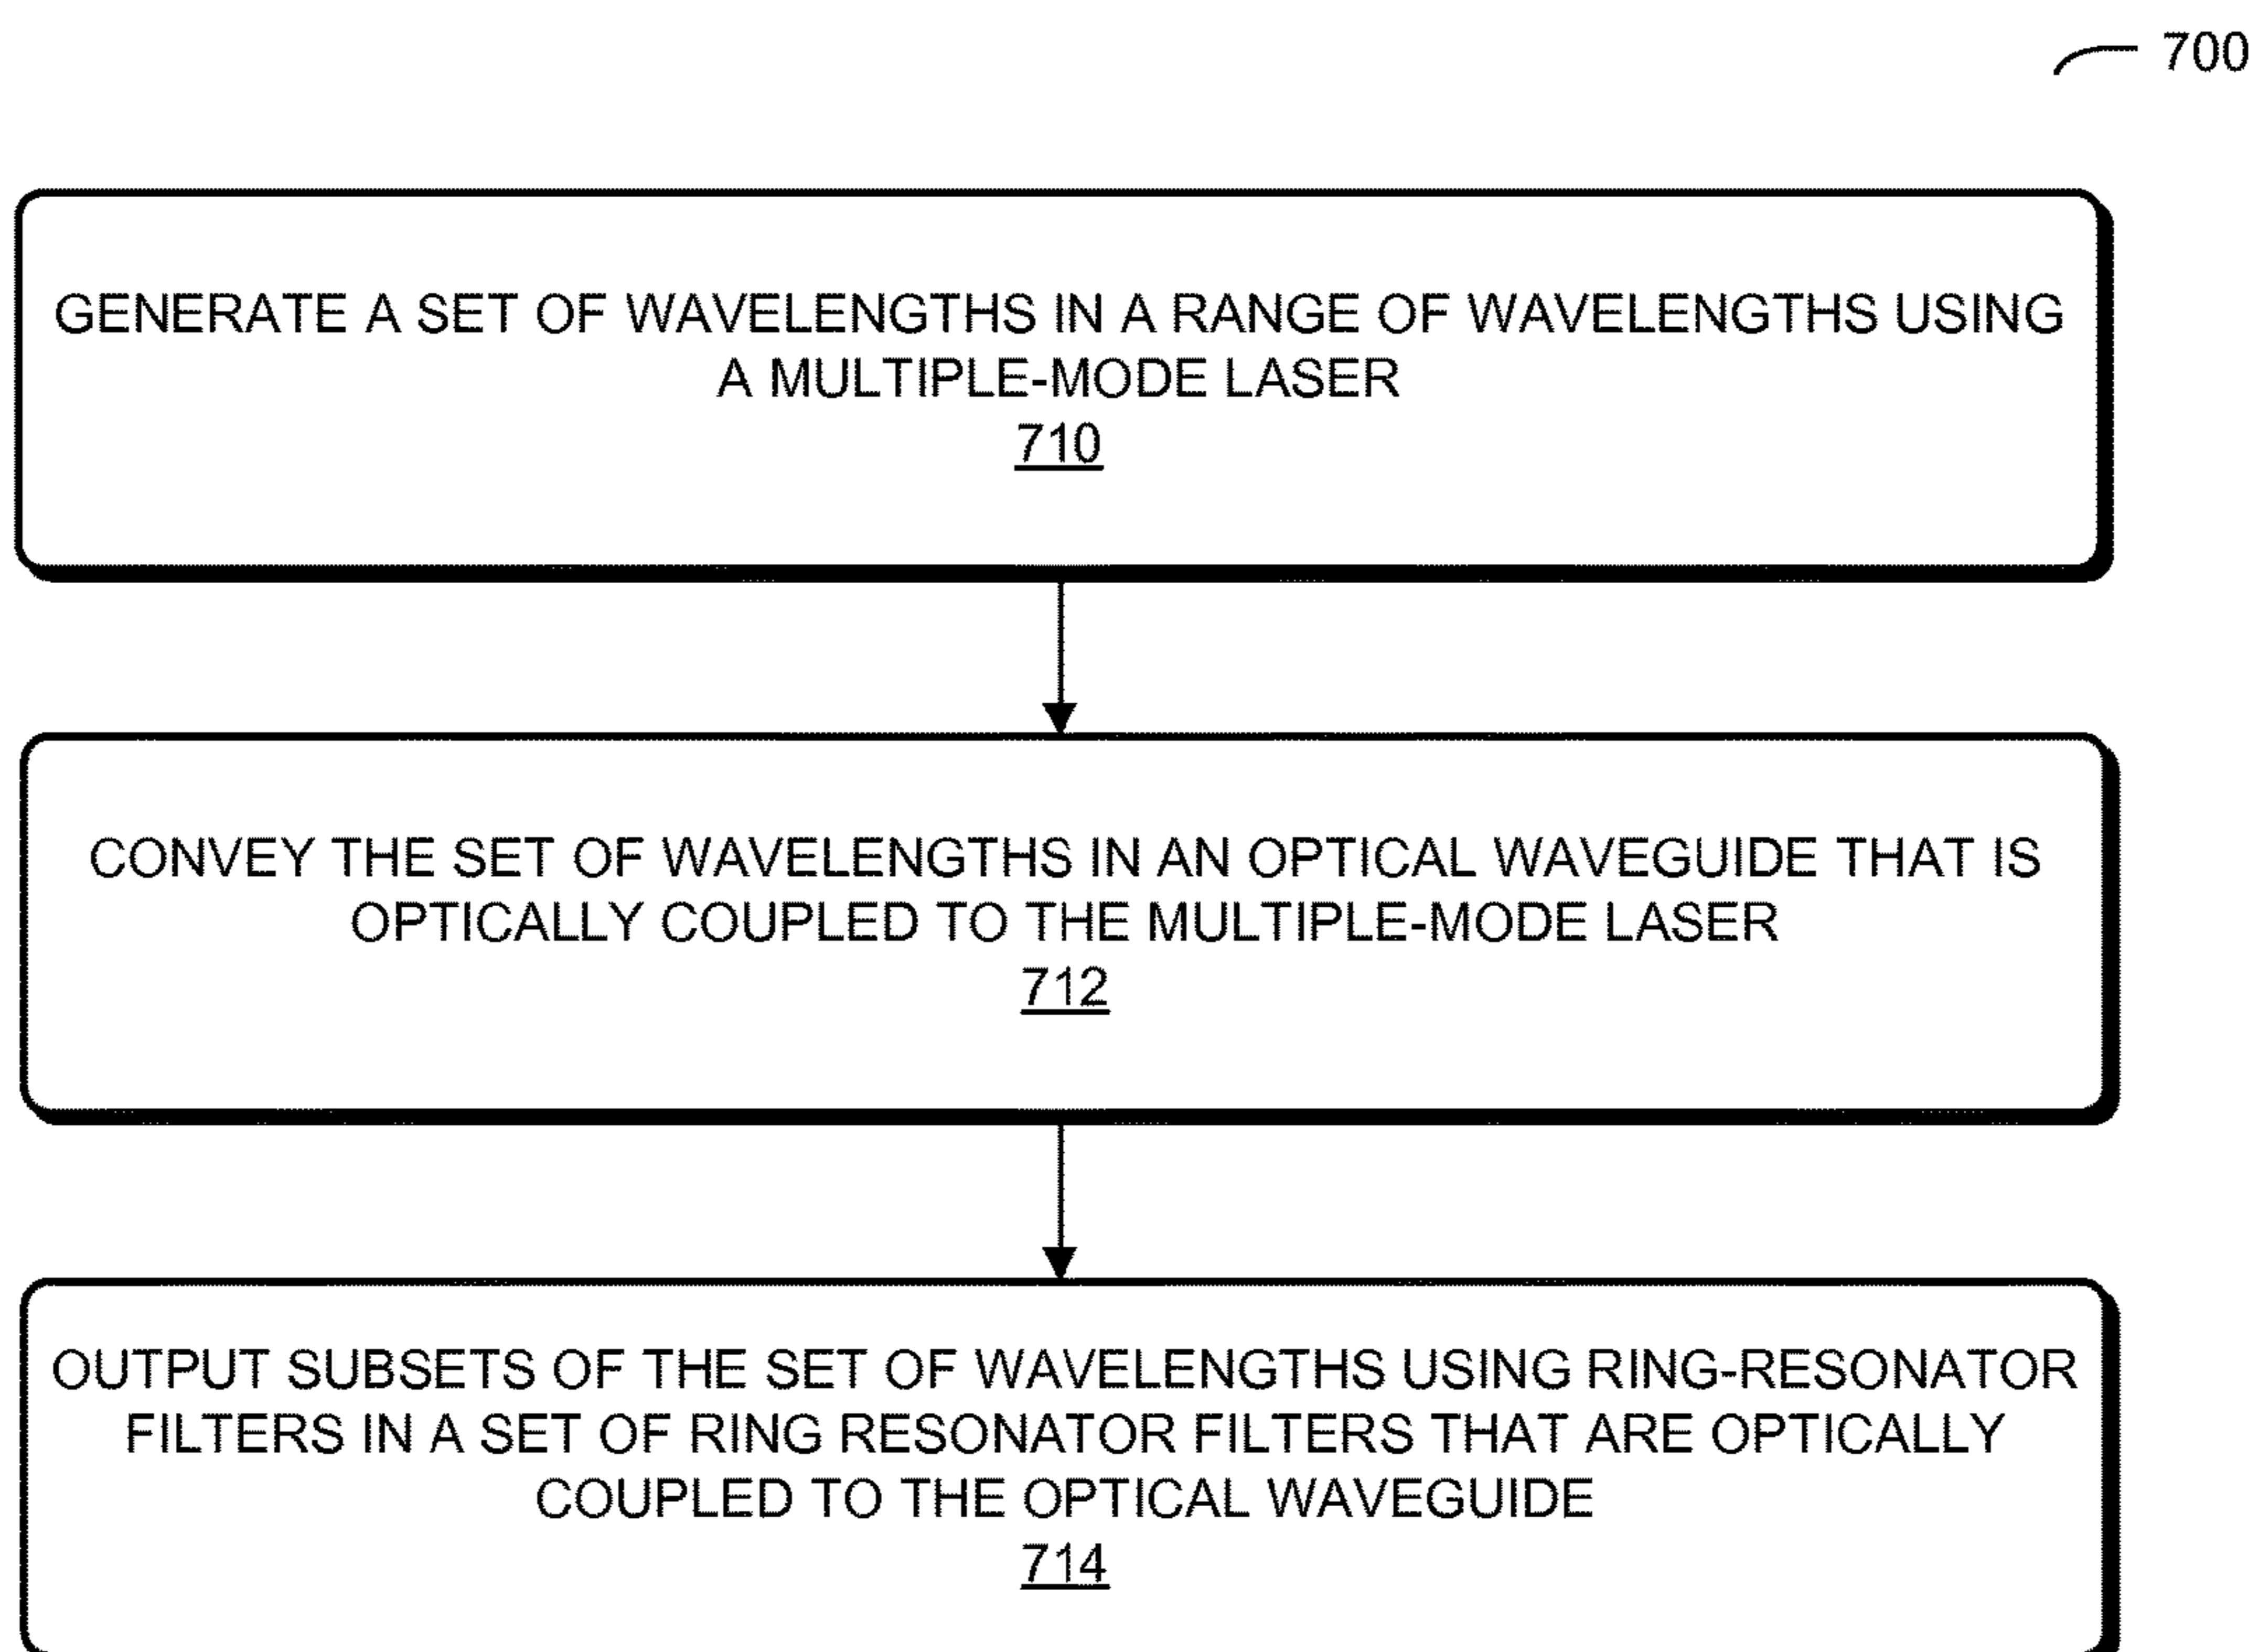 700
GENERATE A SET OF WAVELENGTHS IN A RANGE OF WAVELENGTHS USING
A MULTIPLE-MODE LASER
710
CONVEY THE SET OF WAVELENGTHS IN AN OPTICAL WAVEGUIDE THAT IS
OPTICALLY COUPLED TO THE MULTIPLE-MODE LASER
712
OUTPUT SUBSETS OF THE SET OF WAVELENGTHS USING RING-RESONATOR
FILTERS IN A SET OF RING RESONATOR FILTERS THAT ARE OPTICALLY
COUPLED TO THE OPTICAL WAVEGUIDE
714